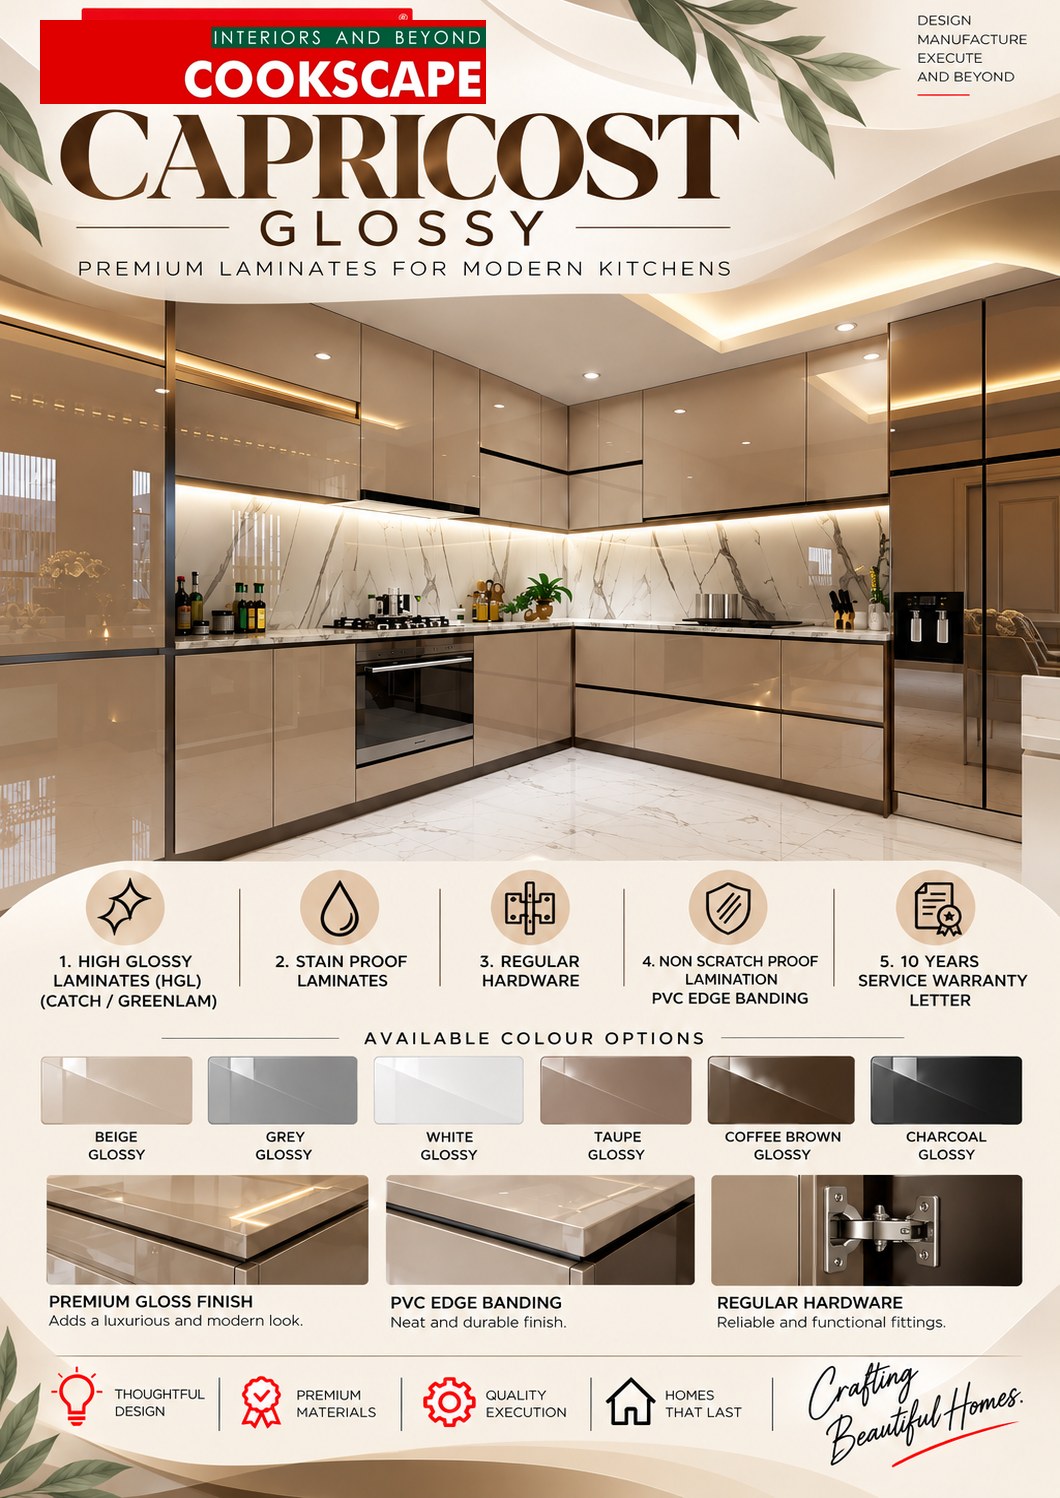 ®
INTERIORS AND BEYOND
COOKSCAPE
DESIGN
MANUFACTURE
EXECUTE
AND BEYOND
CAPRICOST
GLOSSY
PREMIUM LAMINATES FOR MODERN KITCHENS
1. HIGH GLOSSY
LAMINATES (HGL)
(CATCH / GREENLAM)
2. STAIN PROOF
LAMINATES
3. REGULAR
HARDWARE
4. NON SCRATCH PROOF
LAMINATION
PVC EDGE BANDING
5. 10 YEARS
SERVICE WARRANTY
LETTER
AVAILABLE COLOUR OPTIONS
BEIGE
GLOSSY
GREY
GLOSSY
WHITE
GLOSSY
TAUPE
GLOSSY
COFFEE BROWN
GLOSSY
CHARCOAL
GLOSSY
PREMIUM GLOSS FINISH
Adds a luxurious and modern look.
PVC EDGE BANDING
Neat and durable finish.
REGULAR HARDWARE
Reliable and functional fittings.
THOUGHTFUL
DESIGN
PREMIUM
MATERIALS
QUALITY
EXECUTION
HOMES
THAT LAST
Crafting
Beautiful Homes.